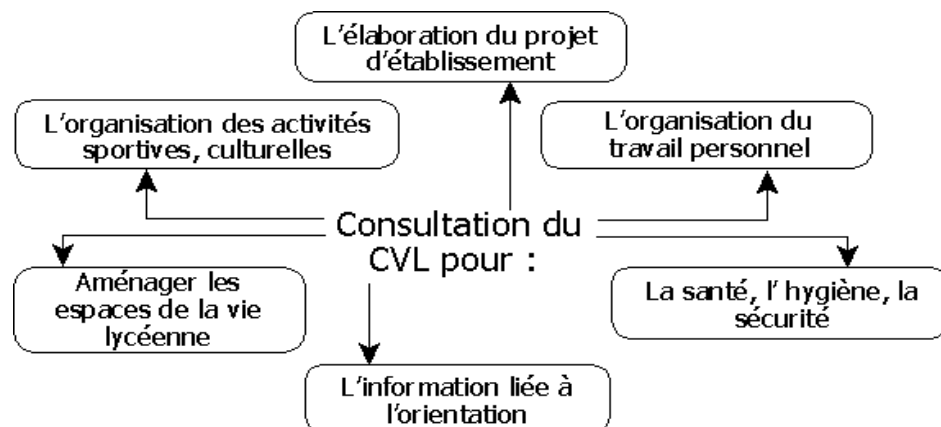 L'élaboration du projet
d'établissement
L'organisation des activités
sportives, culturelles
L'organisation du
travail personnel
Consultation du
CVL pour :
Aménager les
espaces de la vie
lycéenne
La santé, l' hygiène, la
sécurité
L'information liée à
l'orientation